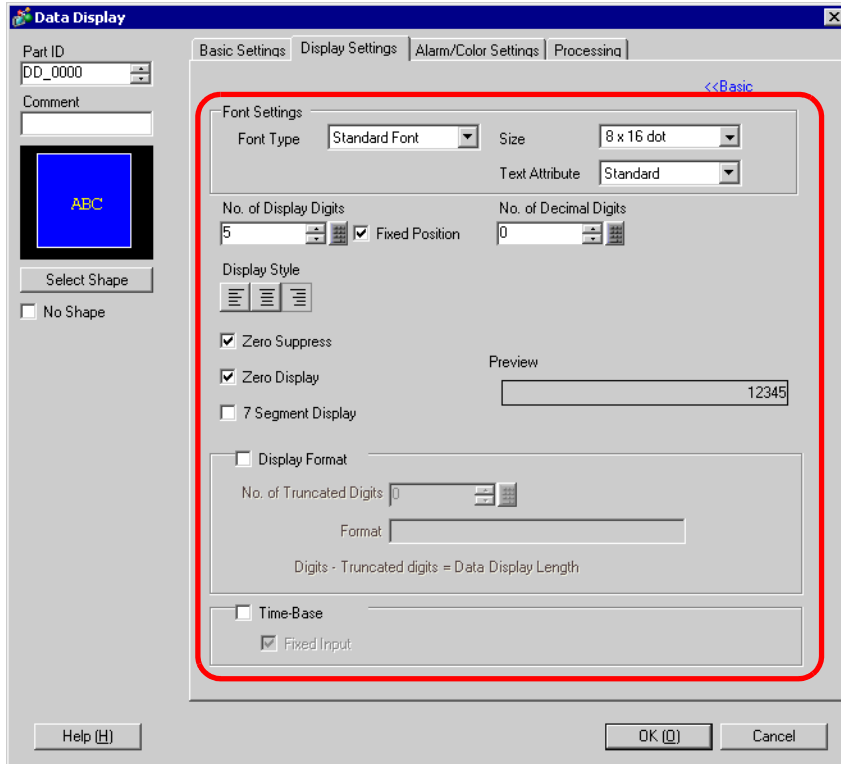 Data Display
Part ID
DD_0000
Comment
ABC
Select Shape
No Shape
Basic Settings Display Settings Alarm/Color Settings Processing
<<Basic
Font Settings
Font Type Standard Font Size 8 x 16 dot
Text Attribute Standard
No. of Display Digits No. of Decimal Digits
5 Fixed Position 0
Display Style
Zero Suppress
Preview
Zero Display
12345
7 Segment Display
Display Format
No. of Truncated Digits 0
Format
Digits - Truncated digits = Data Display Length
Time-Base
Fixed Input
Help (H) OK (O) Cancel